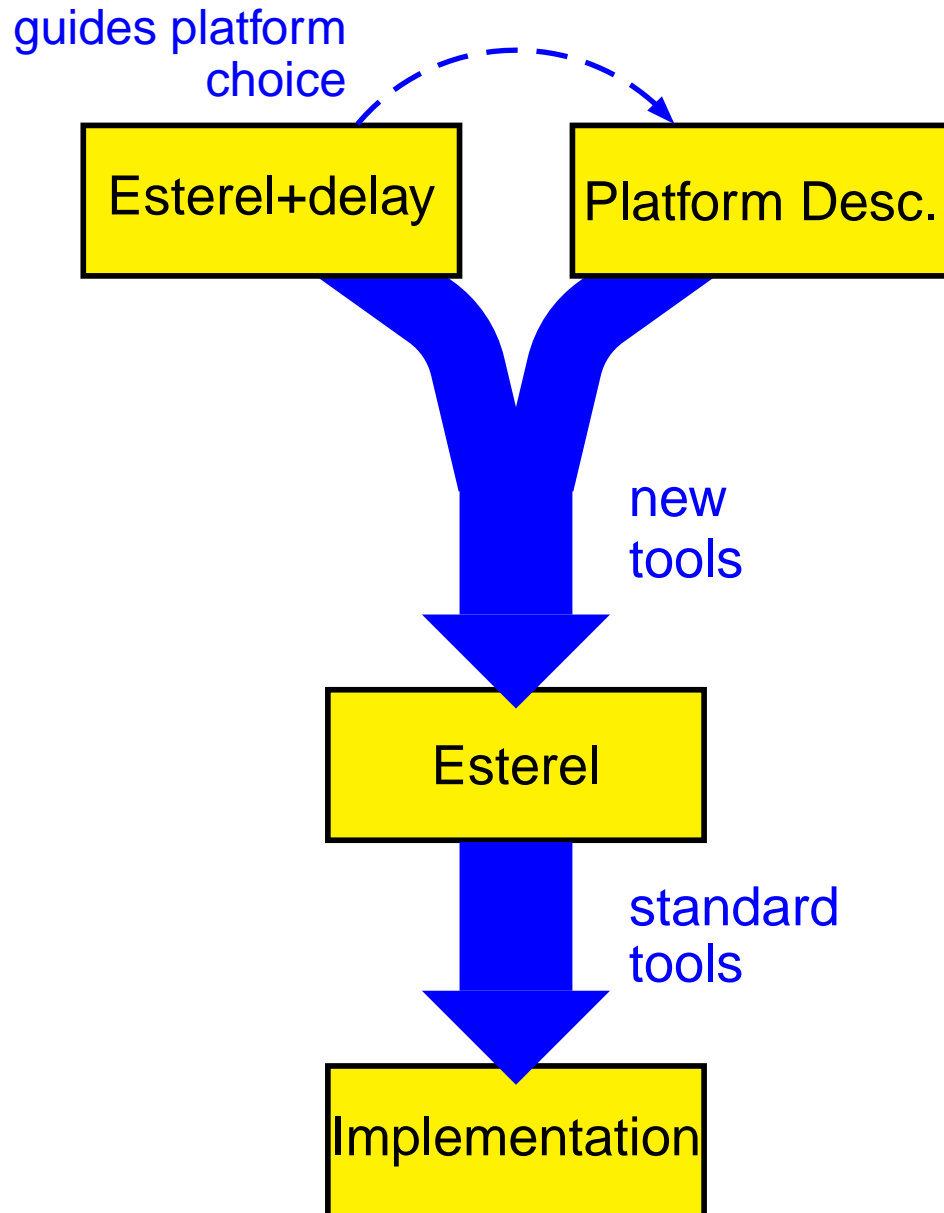 guides platform
choice
Esterel+delay
Platform Desc.
new
tools
Esterel
standard
tools
Implementation